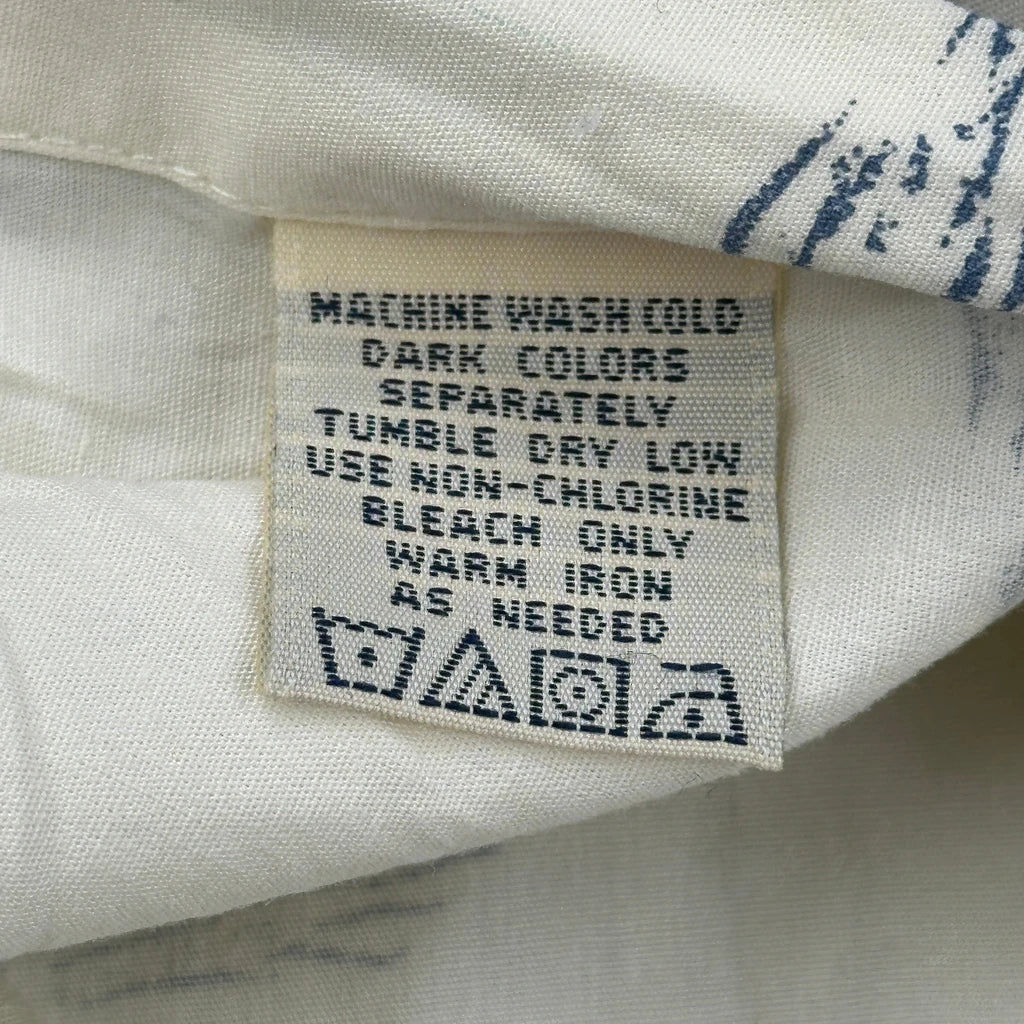 MACHINE WASH COLD
DARK COLORS
SEPARATELY
TUMBLE DRY LOW
USE NON-CHLORINE
BLEACH ONLY
WARM IRON
AS NEEDED